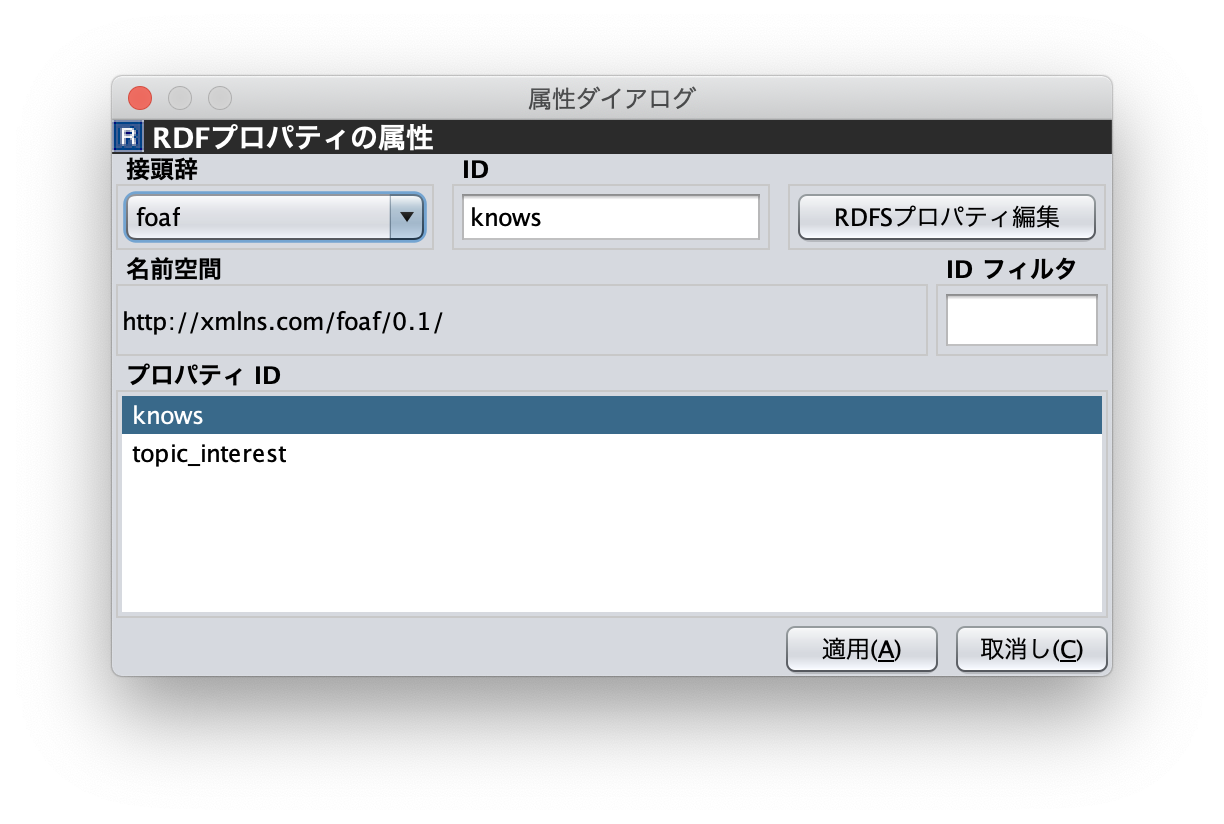 属性ダイアログ
R RDFプロパティの属性
接頭辞 ID
foaf knows RDFSプロパティ編集
名前空間 ID フィルタ
http://xmlns.com/foaf/0.1/
プロパティ ID
knows
topic_interest
適用(A) 取消し(C)